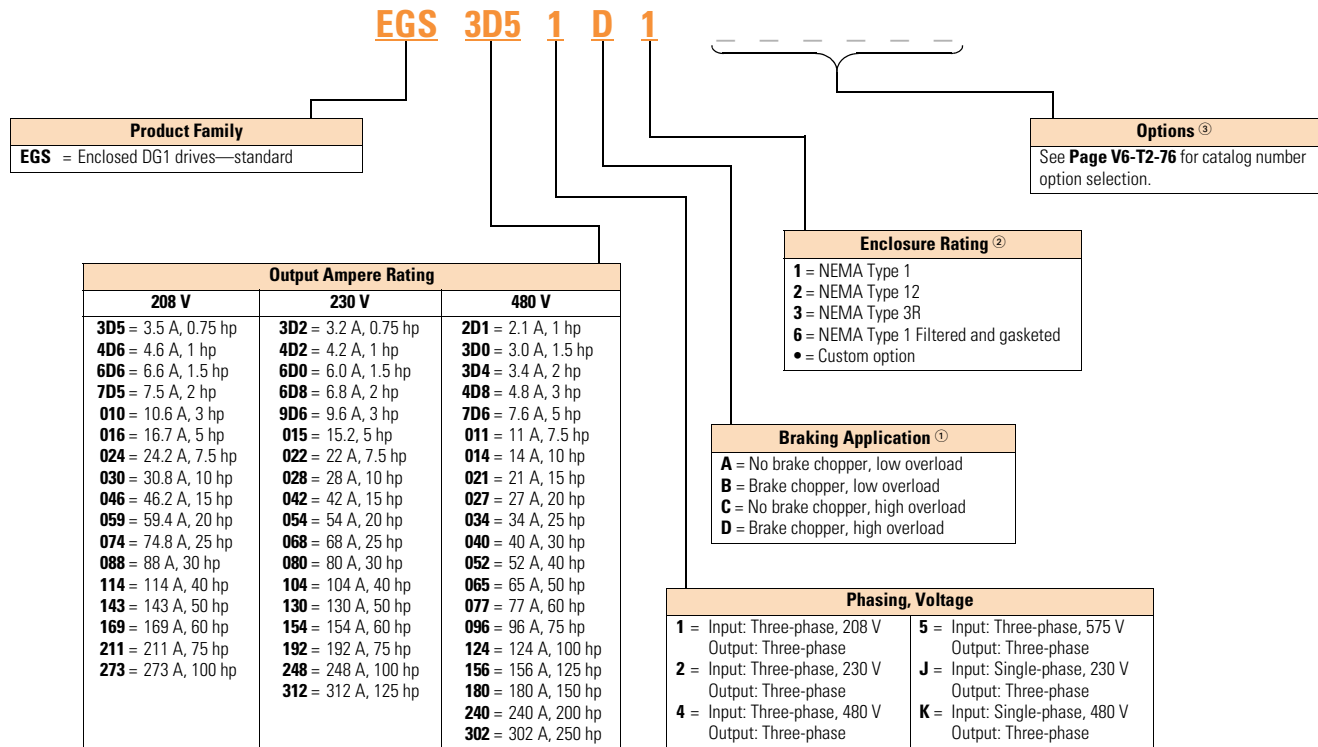 EGS 3D5 1 D 1 _ _ _ _ _ _
Product Family
EGS = Enclosed DG1 drives—standard
Options ③
See Page V6-T2-76 for catalog number
option selection.
Enclosure Rating ②
1 = NEMA Type 1
2 = NEMA Type 12
3 = NEMA Type 3R
6 = NEMA Type 1 Filtered and gasketed
• = Custom option
Output Ampere Rating
208 V
3D5 = 3.5 A, 0.75 hp
4D6 = 4.6 A, 1 hp
6D6 = 6.6 A, 1.5 hp
7D5 = 7.5 A, 2 hp
010 = 10.6 A, 3 hp
016 = 16.7 A, 5 hp
024 = 24.2 A, 7.5 hp
030 = 30.8 A, 10 hp
046 = 46.2 A, 15 hp
059 = 59.4 A, 20 hp
074 = 74.8 A, 25 hp
088 = 88 A, 30 hp
114 = 114 A, 40 hp
143 = 143 A, 50 hp
169 = 169 A, 60 hp
211 = 211 A, 75 hp
273 = 273 A, 100 hp
230 V
3D2 = 3.2 A, 0.75 hp
4D2 = 4.2 A, 1 hp
6D0 = 6.0 A, 1.5 hp
6D8 = 6.8 A, 2 hp
9D6 = 9.6 A, 3 hp
015 = 15.2, 5 hp
022 = 22 A, 7.5 hp
028 = 28 A, 10 hp
042 = 42 A, 15 hp
054 = 54 A, 20 hp
068 = 68 A, 25 hp
080 = 80 A, 30 hp
104 = 104 A, 40 hp
130 = 130 A, 50 hp
154 = 154 A, 60 hp
192 = 192 A, 75 hp
248 = 248 A, 100 hp
312 = 312 A, 125 hp
480 V
2D1 = 2.1 A, 1 hp
3D0 = 3.0 A, 1.5 hp
3D4 = 3.4 A, 2 hp
4D8 = 4.8 A, 3 hp
7D6 = 7.6 A, 5 hp
011 = 11 A, 7.5 hp
014 = 14 A, 10 hp
021 = 21 A, 15 hp
027 = 27 A, 20 hp
034 = 34 A, 25 hp
040 = 40 A, 30 hp
052 = 52 A, 40 hp
065 = 65 A, 50 hp
077 = 77 A, 60 hp
096 = 96 A, 75 hp
124 = 124 A, 100 hp
156 = 156 A, 125 hp
180 = 180 A, 150 hp
240 = 240 A, 200 hp
302 = 302 A, 250 hp
Braking Application ①
A = No brake chopper, low overload
B = Brake chopper, low overload
C = No brake chopper, high overload
D = Brake chopper, high overload
Phasing, Voltage
1 = Input: Three-phase, 208 V
Output: Three-phase
2 = Input: Three-phase, 230 V
Output: Three-phase
4 = Input: Three-phase, 480 V
Output: Three-phase
5 = Input: Three-phase, 575 V
Output: Three-phase
J = Input: Single-phase, 230 V
Output: Three-phase
K = Input: Single-phase, 480 V
Output: Three-phase